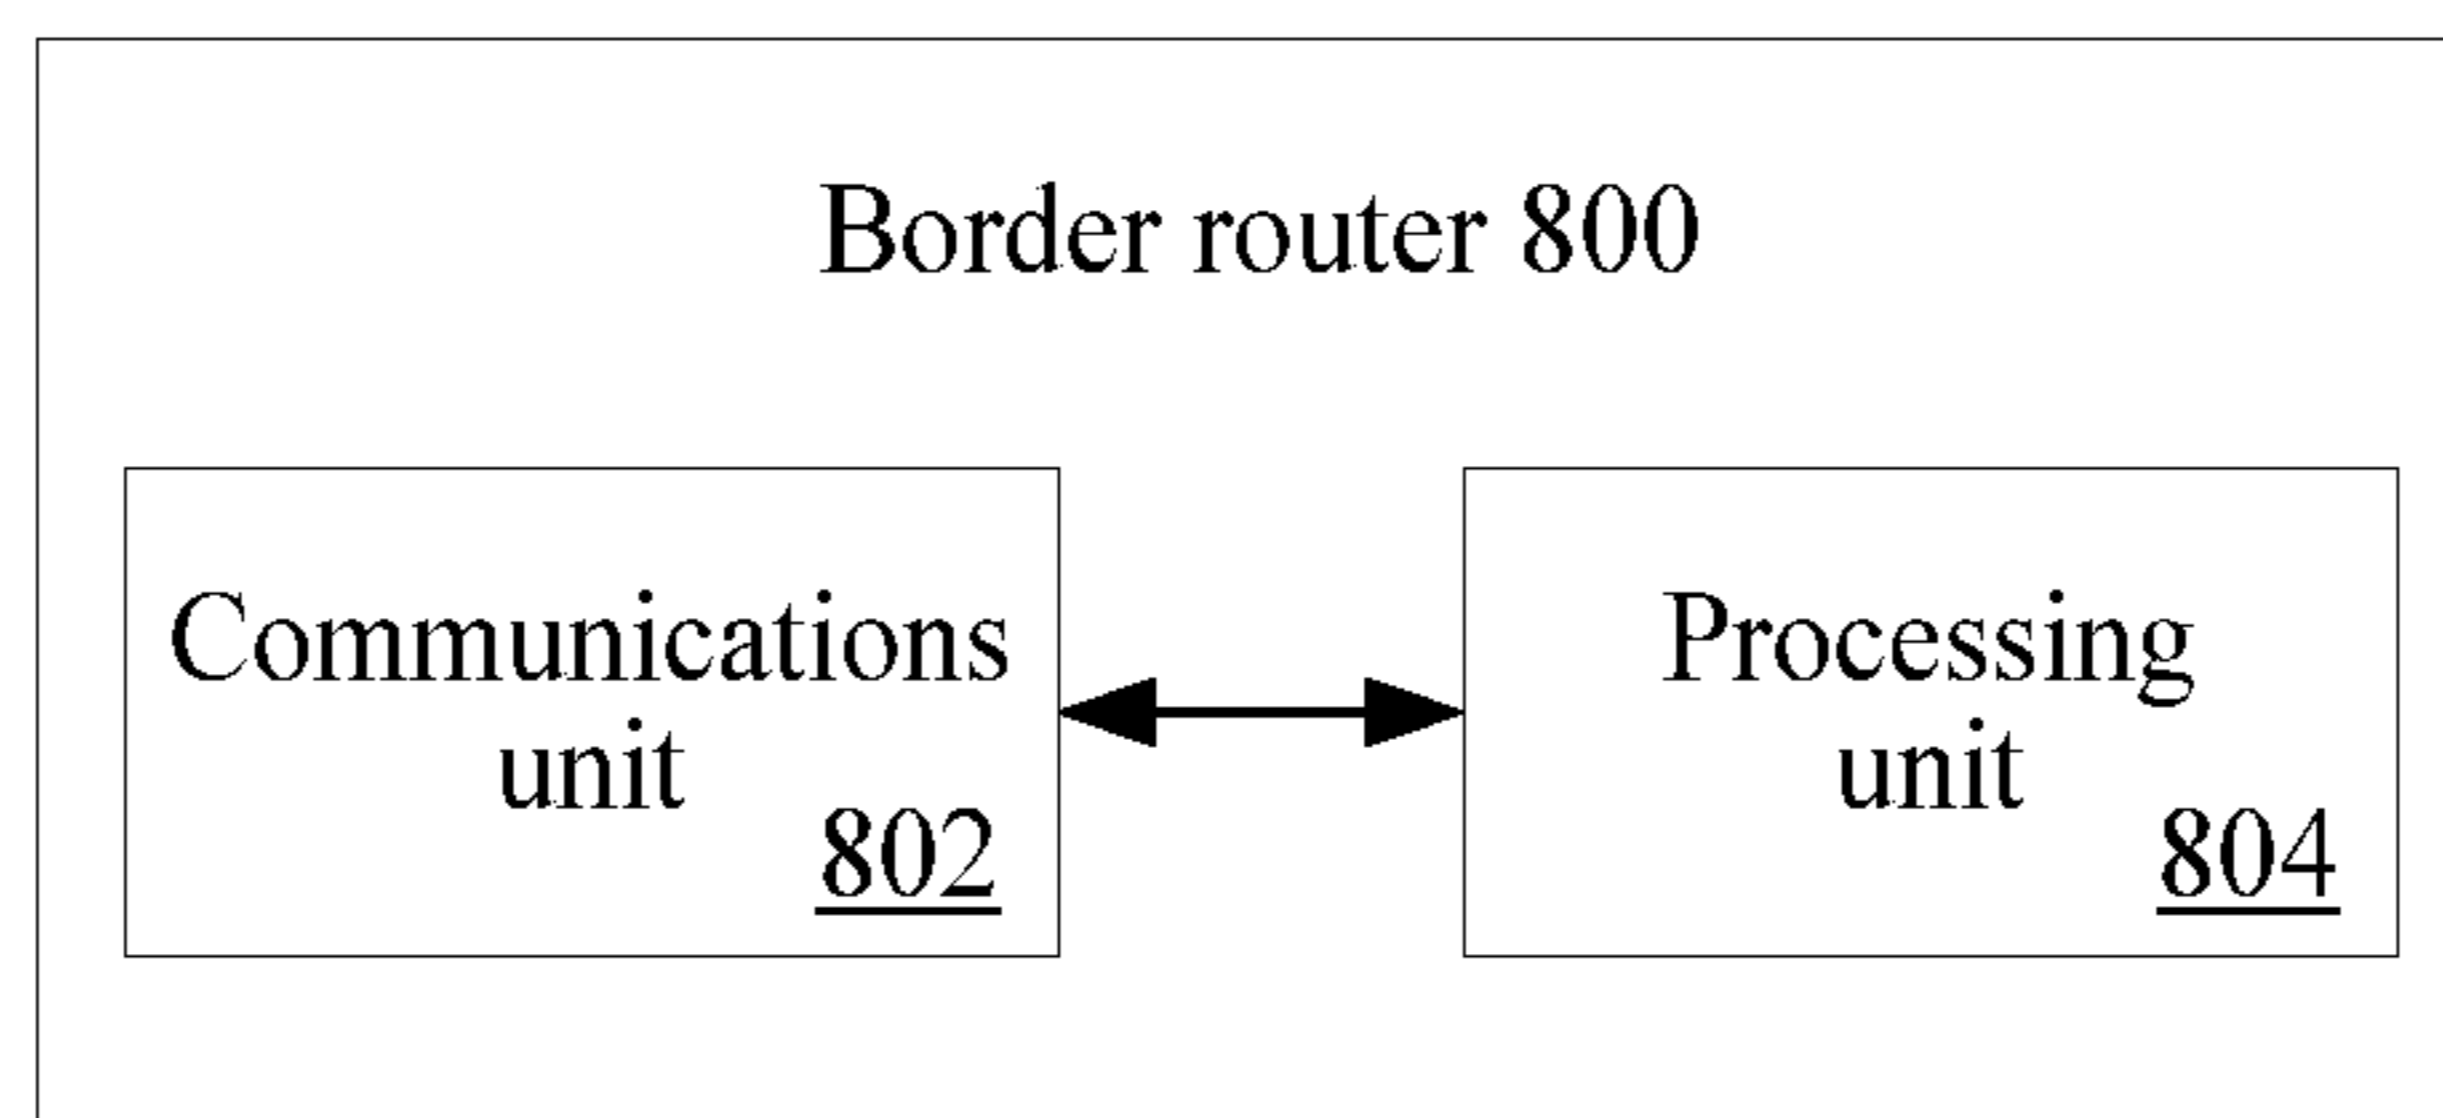 Border router 800
Communications
unit
802
Processing
unit
804